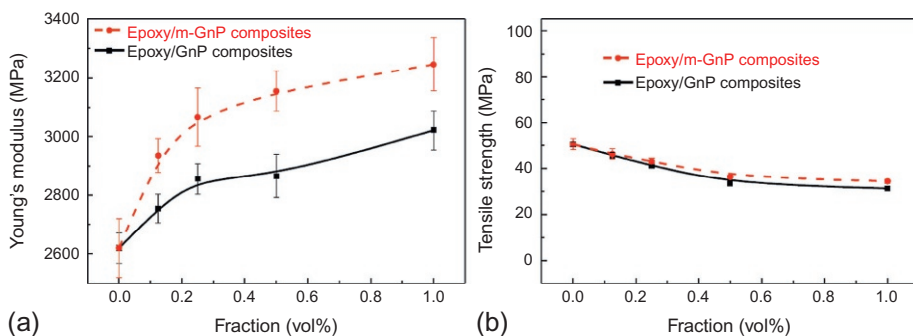 3400
3200
3000
2800
2600
Young's modulus (MPa)
Epoxy/m-GnP composites
Epoxy/GnP composites
0.0 0.2 0.4 0.6 0.8 1.0
Fraction (vol%)
(a)
100
80
60
40
20
0
Tensile strength (MPa)
Epoxy/m-GnP composites
Epoxy/GnP composites
0.0 0.2 0.4 0.6 0.8 1.0
Fraction (vol%)
(b)